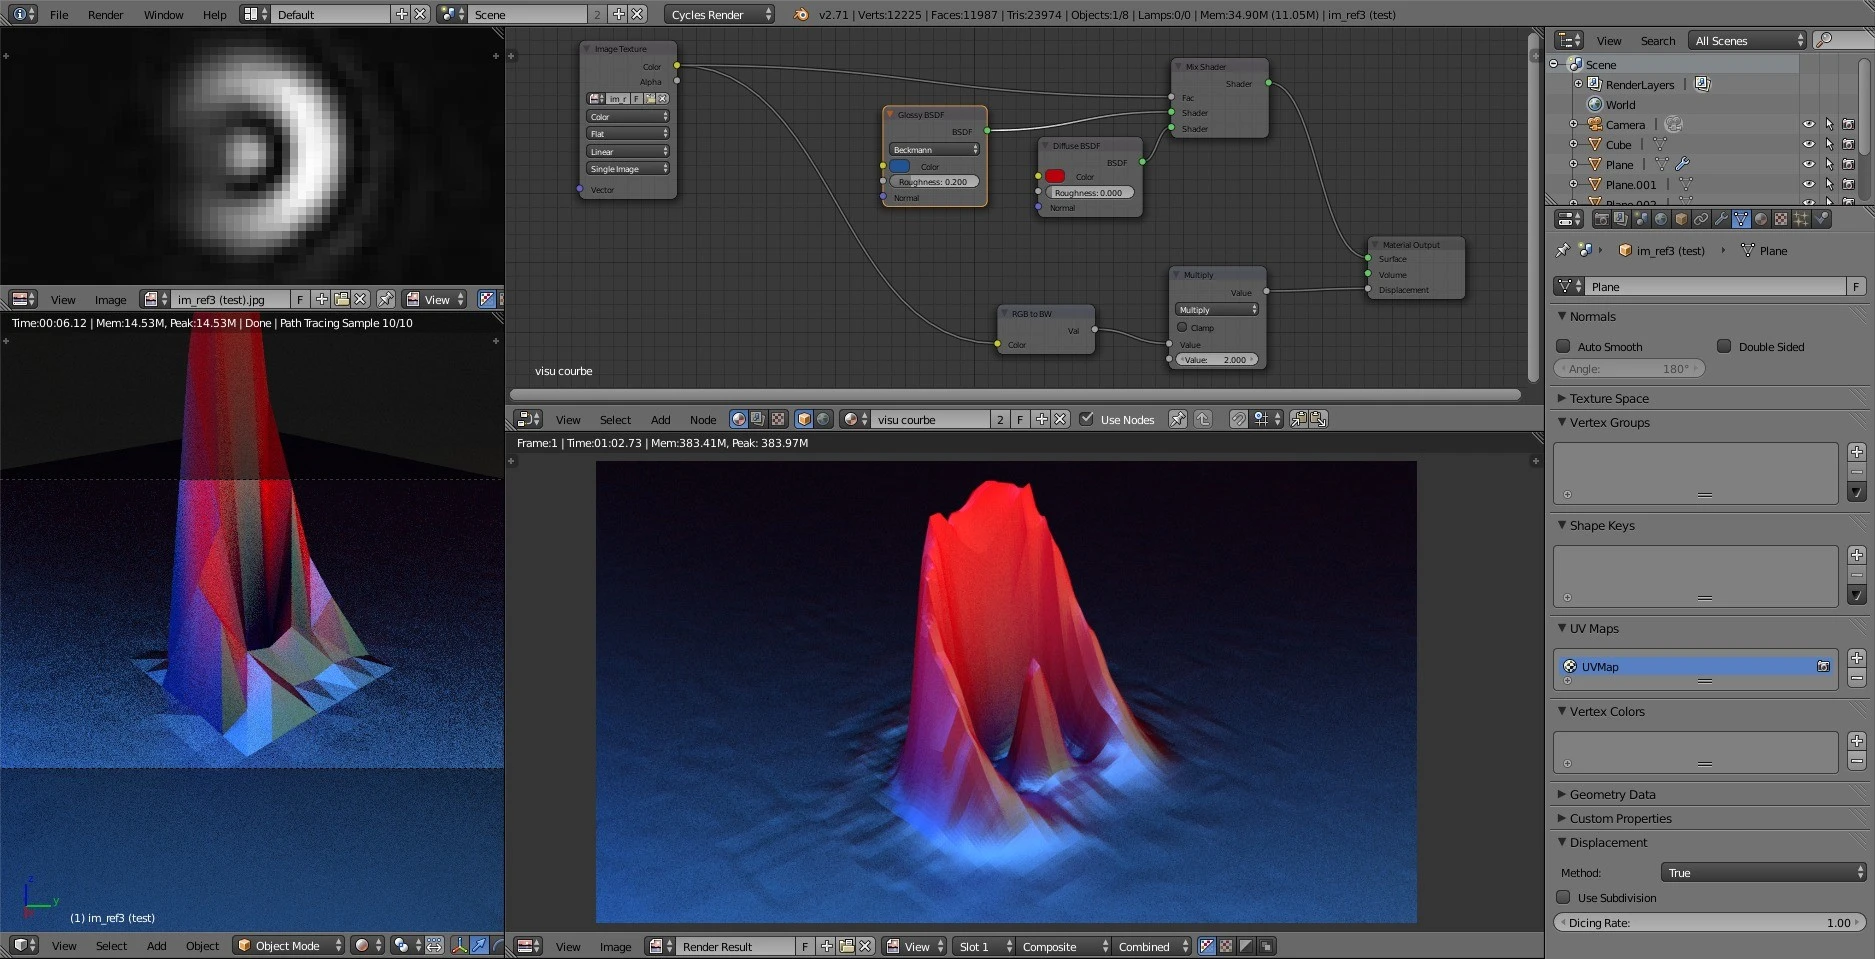 File Render Window Help Default Scene 2 Cycles Render v2.71 | Verts:12225 | Faces:11987 | Tris:23974 | Objects:1/8 | Lamps:0/0 | Mem:34.90M (11.05M) | im_ref3 (test)
View Image im_ref3 (test).jpg F View
Time:00:06.12 | Mem:14.53M, Peak:14.53M | Done | Path Tracing Sample 10/10
z
y
(1) im_ref3 (test)
View Select Add Object Object Mode
Image Texture
Color
Alpha
im_r F
Color
Flat
Linear
Single Image
Vector
Glossy BSDF
BSDF
Beckmann
Color
Roughness: 0.200
Normal
Diffuse BSDF
BSDF
Color
Roughness: 0.000
Normal
Mix Shader
Shader
Fac
Shader
Shader
RGB to BW
Val
Color
Multiply
Value
Multiply
Clamp
Value
Value: 2.000
Material Output
Surface
Volume
Displacement
visu courbe
View Select Add Node visu courbe 2 F Use Nodes
Frame:1 | Time:01:02.73 | Mem:383.41M, Peak: 383.97M
View Image Render Result F View Slot 1 Composite Combined
View Search All Scenes
Scene
RenderLayers |
World
Camera |
Cube |
Plane |
Plane.001 |
Plane.002
im_ref3 (test) Plane
Plane F
Normals
Auto Smooth Double Sided
Angle: 180°
Texture Space
Vertex Groups
Shape Keys
UV Maps
UVMap
Vertex Colors
Geometry Data
Custom Properties
Displacement
Method: True
Use Subdivision
Dicing Rate: 1.00